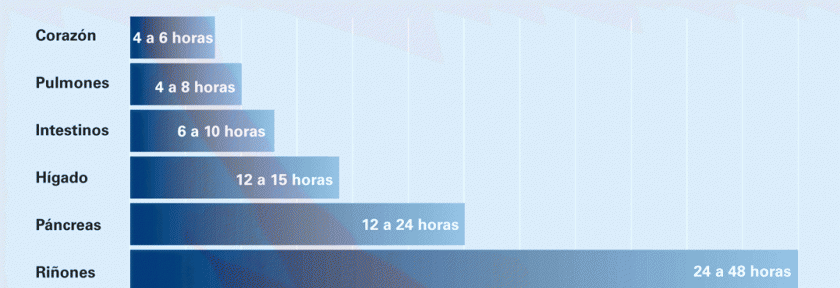 Corazón 4 a 6 horas
Pulmones 4 a 8 horas
Intestinos 6 a 10 horas
Hígado 12 a 15 horas
Páncreas 12 a 24 horas
Riñones 24 a 48 horas